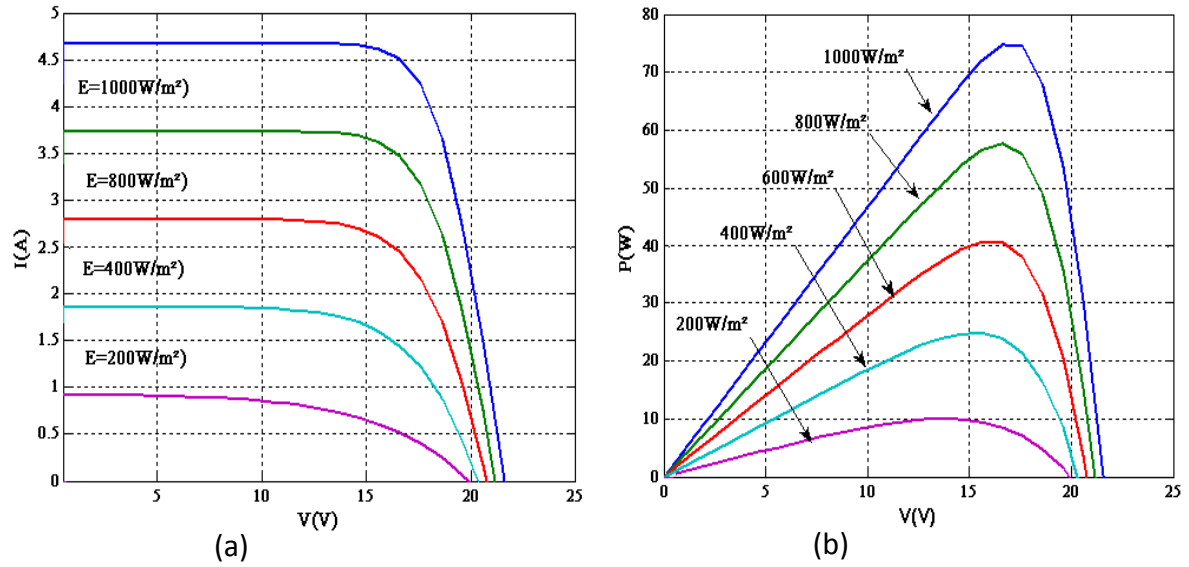 5
4.5
4
3.5
3
2.5
2
1.5
1
0.5
0
I(A)
E=1000W/m²)
E=800W/m²)
E=400W/m²)
E=200W/m²)
5
10
15
20
25
V(V)
(a)
80
70
60
50
40
30
20
10
0
P(W)
1000W/m²
800W/m²
600W/m²
400W/m²
200W/m²
0
5
10
15
20
25
V(V)
(b)